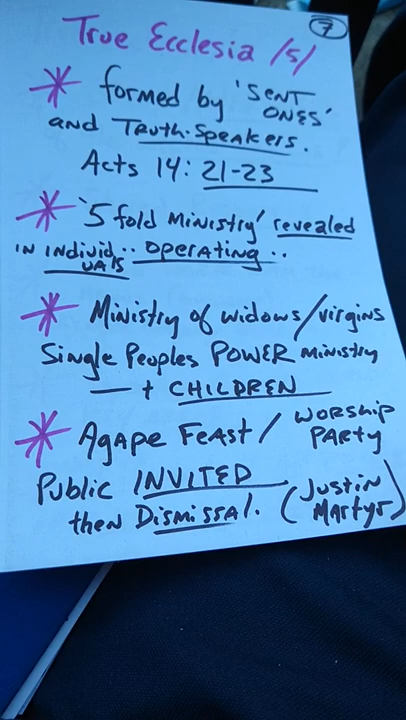 7
True Ecclesia /5/
* formed by 'SENT ONES'
and Truth-Speakers.
Acts 14: 21-23
* '5 fold Ministry' revealed
IN INdividUAlS .. operating ..
* Ministry of widows/virgins
Single Peoples POWER ministry
— + CHILDREN
* Agape Feast / WORSHIP PARTY
Public INVITED
then Dismissal. (Justin Martyr)